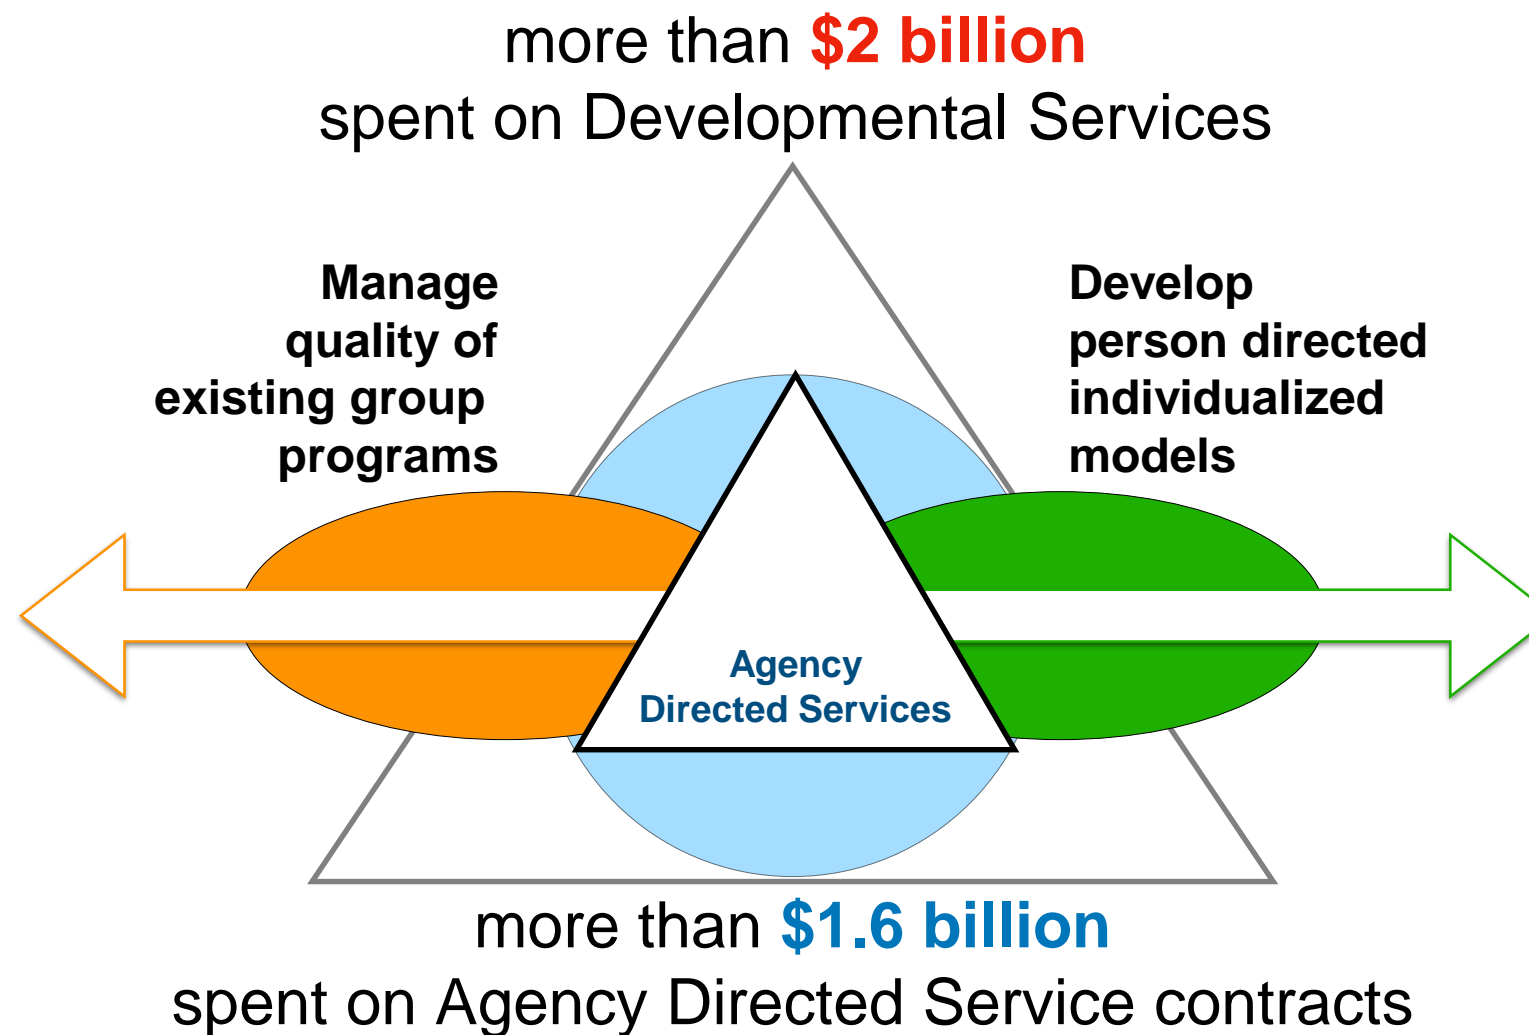 more than $2 billion
spent on Developmental Services
Manage
quality of
existing group
programs
Develop
person directed
individualized
models
Agency
Directed Services
more than $1.6 billion
spent on Agency Directed Service contracts